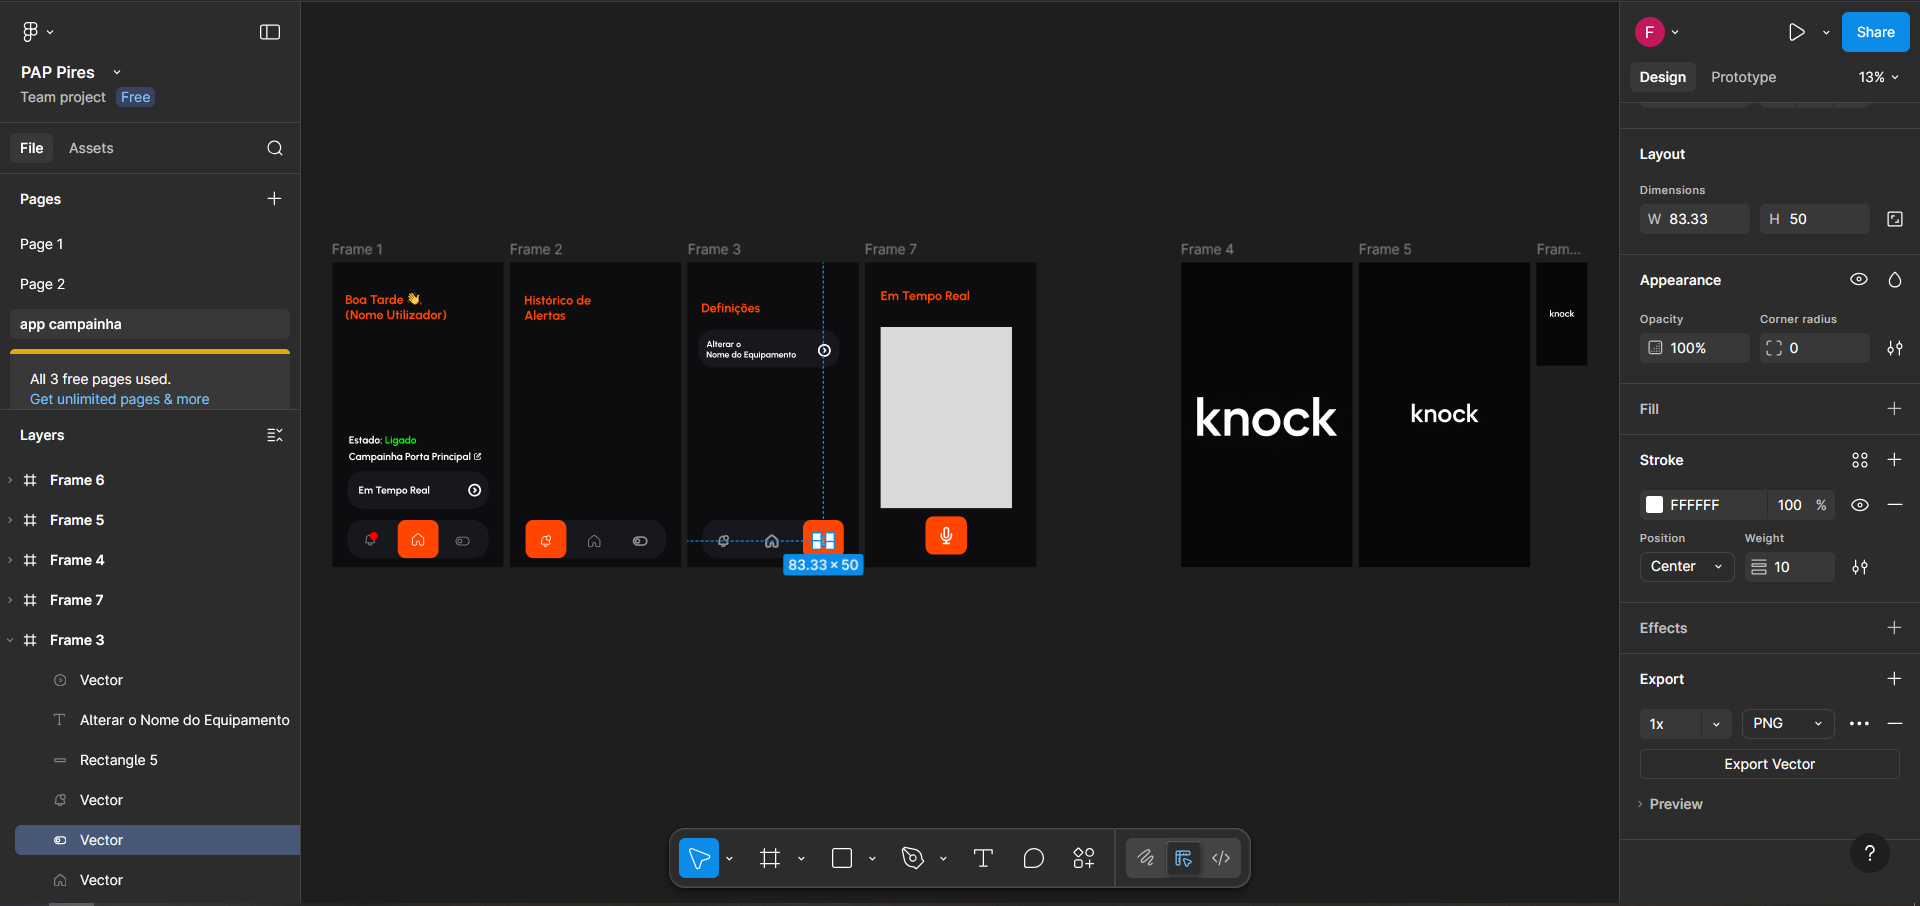 PAP Pires
Team project Free
File Assets
Pages
Page 1
Page 2
app campainha
All 3 free pages used.
Get unlimited pages & more
Layers
Frame 6
Frame 5
Frame 4
Frame 7
Frame 3
Vector
Alterar o Nome do Equipamento
Rectangle 5
Vector
Vector
Vector
Frame 1
Boa Tarde 👋,
(Nome Utilizador)
Estado: Ligado
Campainha Porta Principal
Em Tempo Real
Frame 2
Histórico de
Alertas
Frame 3
Definições
Alterar o
Nome do Equipamento
83.33 × 50
Frame 7
Em Tempo Real
Frame 4
knock
Frame 5
knock
Fram...
knock
F
Share
Design Prototype 13%
Layout
Dimensions
W 83.33 H 50
Appearance
Opacity Corner radius
100% 0
Fill
Stroke
FFFFFF 100 %
Position Weight
Center 10
Effects
Export
1x PNG
Export Vector
Preview
?